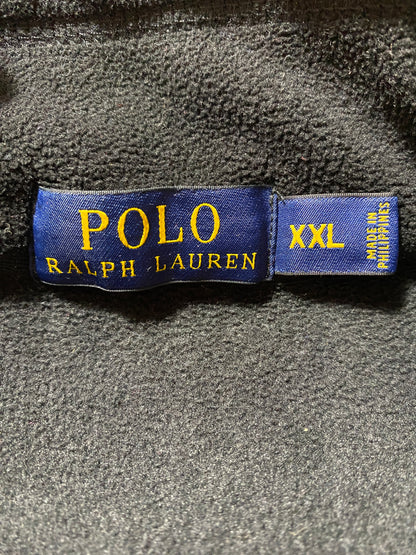 POLO
RALPH LAUREN
XXL
MADE IN
PHILIPPINES